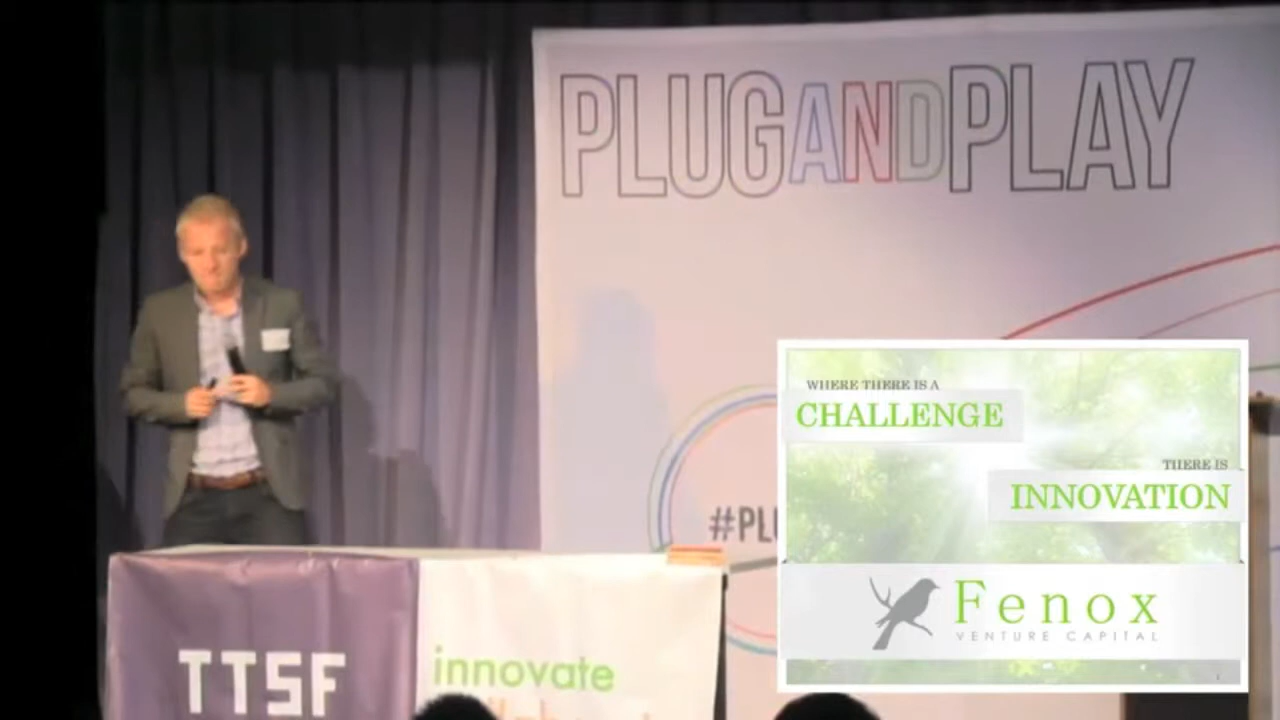 PLUGANDPLAY
#PLU
WHERE THERE IS A
CHALLENGE
THERE IS
INNOVATION
Fenox
VENTURE CAPITAL
TTSF
innovate